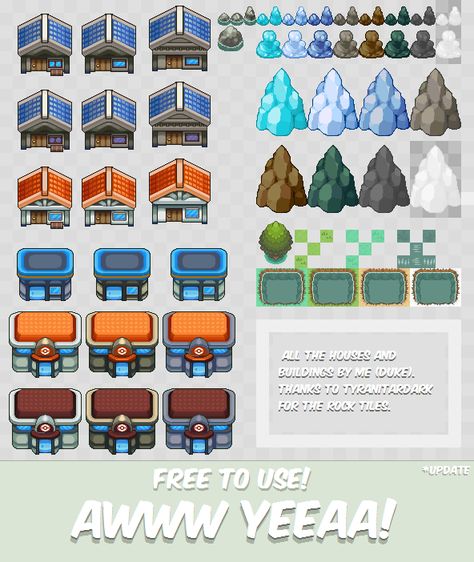 ALL THE HOUSES AND
BUILDINGS BY ME (DUKE).
THANKS TO TYRANITARDARK
FOR THE ROCK TILES.
*UPDATE
FREE TO USE!
AWWW YEEAA!